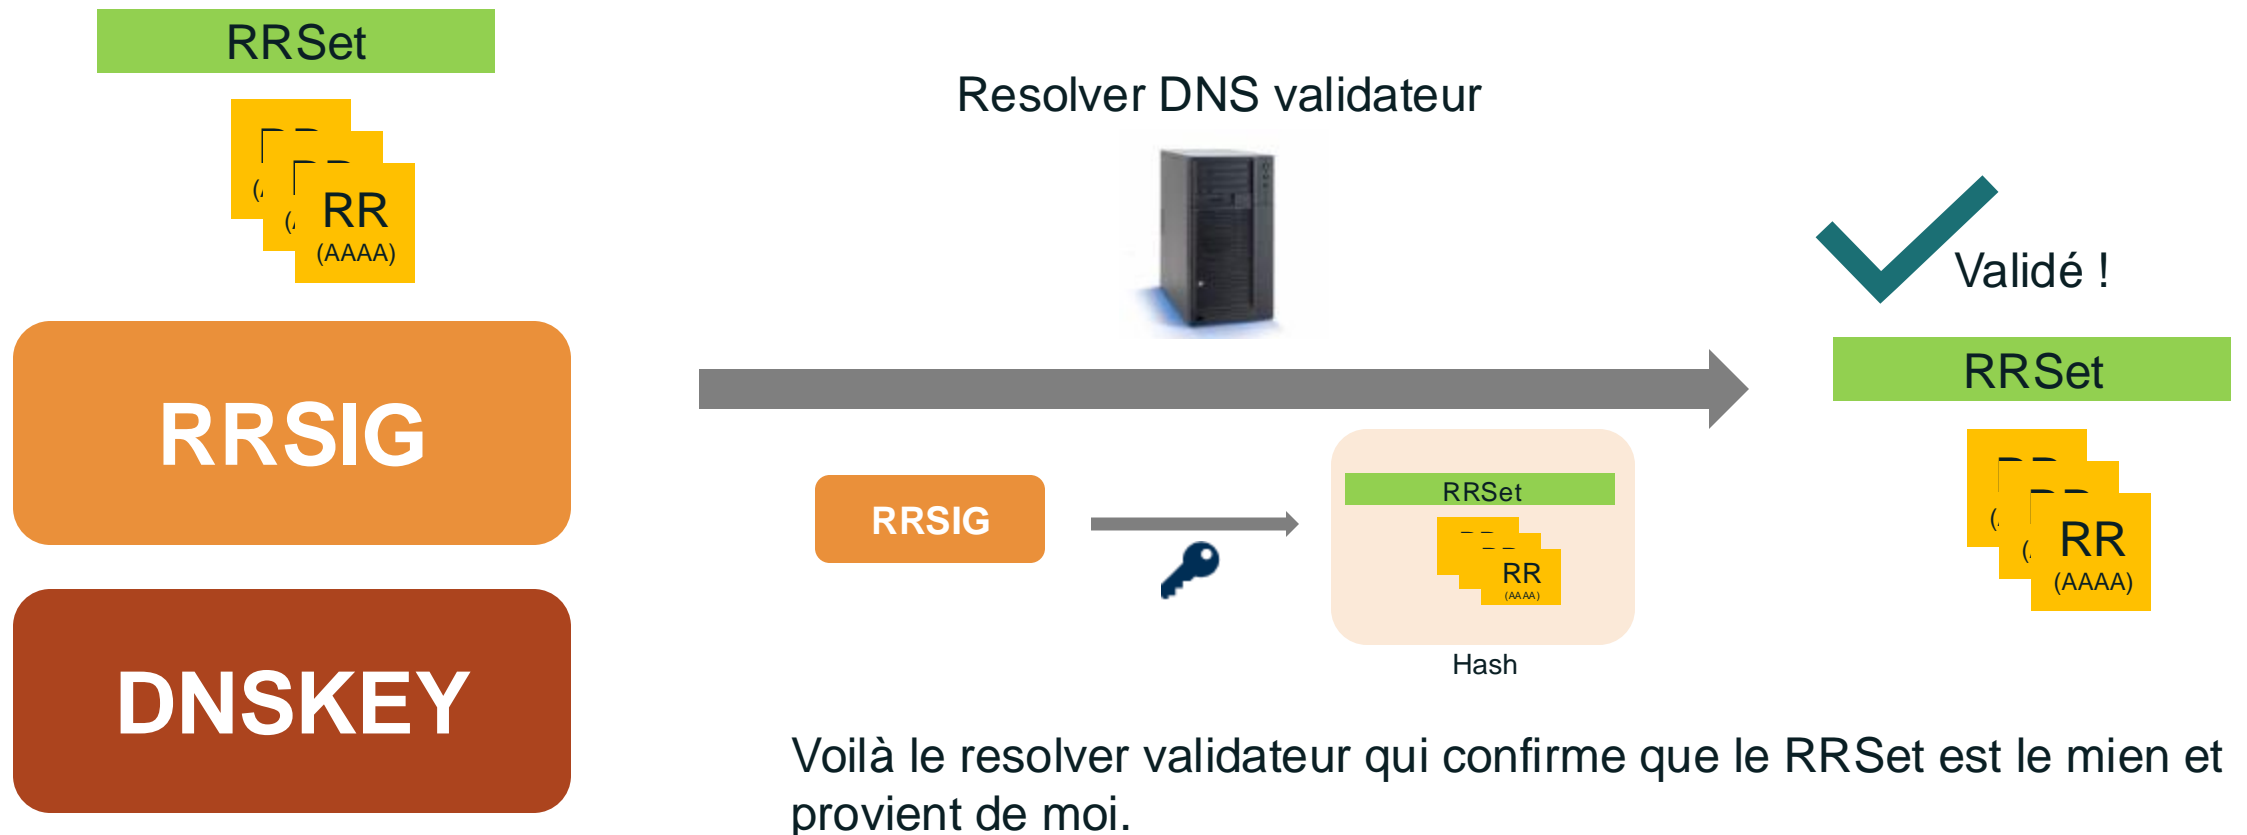 RRSet
RR
(AAAA)
RRSIG
DNSKEY
Resolver DNS validateur
RRSIG
RRSet
RR
(AAAA)
Hash
Validé !
RRSet
RR
(AAAA)
Voilà le resolver validateur qui confirme que le RRSet est le mien et
provient de moi.